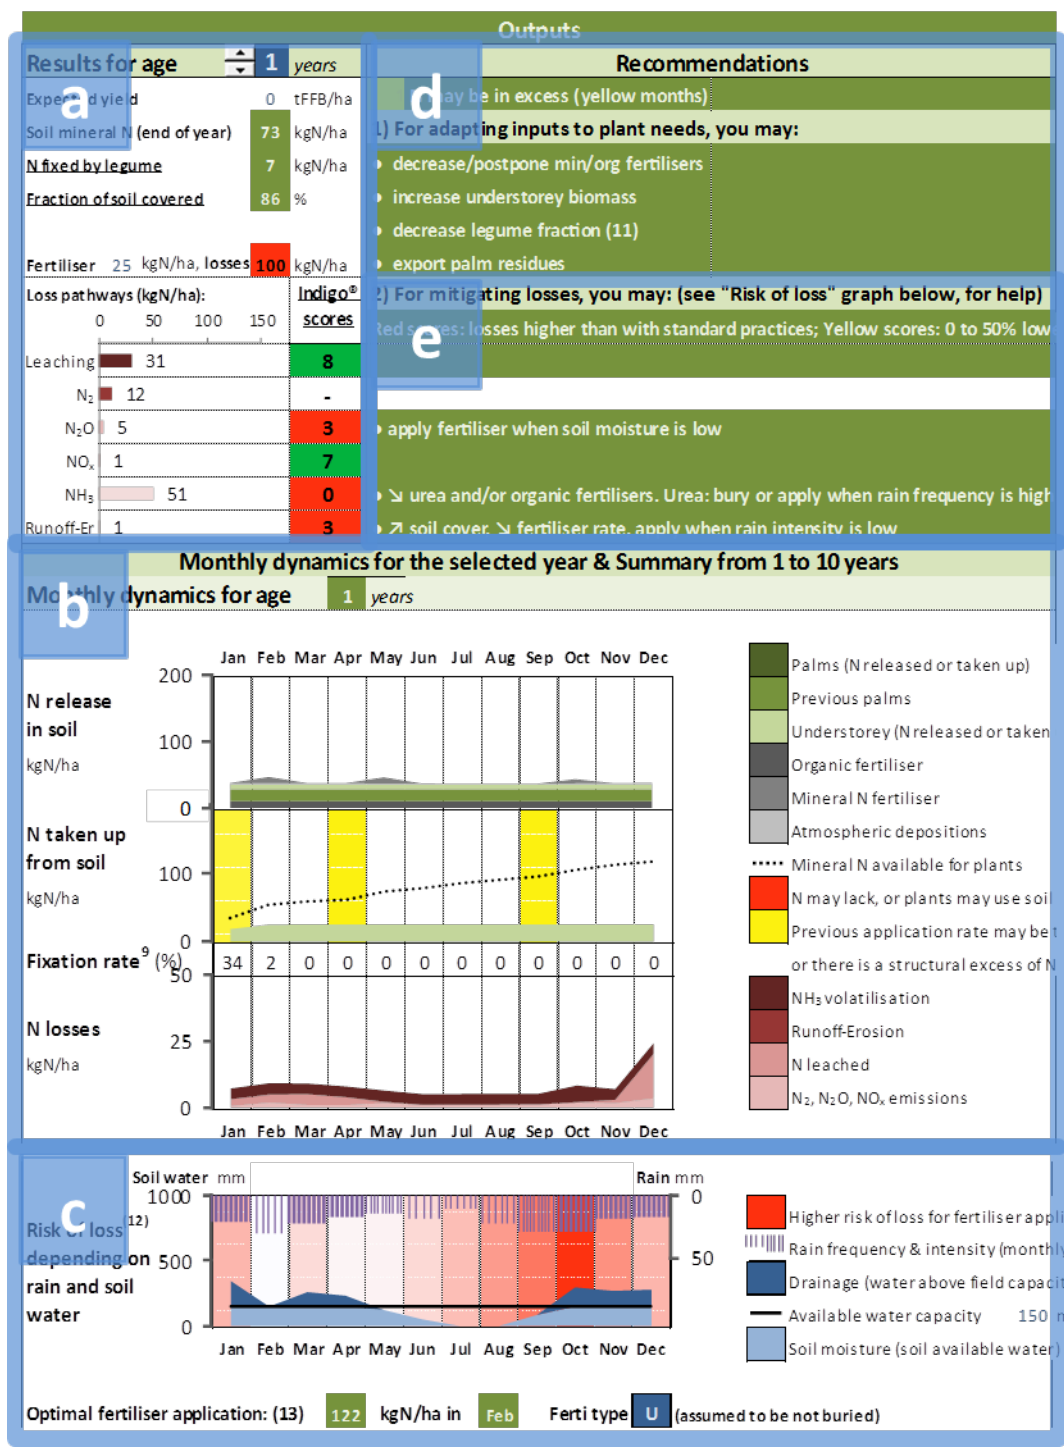 Outputs
Results for age 1 years
a
Expected yield 0 tFFB/ha
Soil mineral N (end of year) 73 kgN/ha
N fixed by legume 7 kgN/ha
Fraction of soil covered 86 %
Fertiliser 25 kgN/ha, losses 100 kgN/ha
Loss pathways (kgN/ha): Indigo® scores
0 50 100 150
Leaching 31 8
N₂ 12 -
N₂O 5 3
NOₓ 1 7
NH₃ 51 0
Runoff-Er 1 3
Recommendations
d
may be in excess (yellow months)
1) For adapting inputs to plant needs, you may:
• decrease/postpone min/org fertilisers
• increase understorey biomass
• decrease legume fraction (11)
• export palm residues
2) For mitigating losses, you may: (see "Risk of loss" graph below, for help)
e
Red scores: losses higher than with standard practices; Yellow scores: 0 to 50% low
• apply fertiliser when soil moisture is low
• ↘ urea and/or organic fertilisers. Urea: bury or apply when rain frequency is high
• ↗ soil cover, ↘ fertiliser rate, apply when rain intensity is low
Monthly dynamics for the selected year & Summary from 1 to 10 years
b
Monthly dynamics for age 1 years
Jan Feb Mar Apr May Jun Jul Aug Sep Oct Nov Dec
N release
in soil
kgN/ha
200
100
0
N taken up
from soil
kgN/ha
100
0
Fixation rate⁹ (%) 34 2 0 0 0 0 0 0 0 0 0 0
N losses
kgN/ha
50
25
0
Jan Feb Mar Apr May Jun Jul Aug Sep Oct Nov Dec
Palms (N released or taken up)
Previous palms
Understorey (N released or taken
Organic fertiliser
Mineral N fertiliser
Atmospheric depositions
Mineral N available for plants
N may lack, or plants may use soil
Previous application rate may be
or there is a structural excess of N
NH₃ volatilisation
Runoff-Erosion
N leached
N₂, N₂O, NOₓ emissions
c
Soil water mm Rain mm
Risk of loss⁽¹²⁾
depending on
rain and soil
water
1000
500
0
0
50
Jan Feb Mar Apr May Jun Jul Aug Sep Oct Nov Dec
Higher risk of loss for fertiliser appli
Rain frequency & intensity (monthly
Drainage (water above field capacit
Available water capacity 150
Soil moisture (soil available water)
Optimal fertiliser application: (13) 122 kgN/ha in Feb Ferti type U (assumed to be not buried)